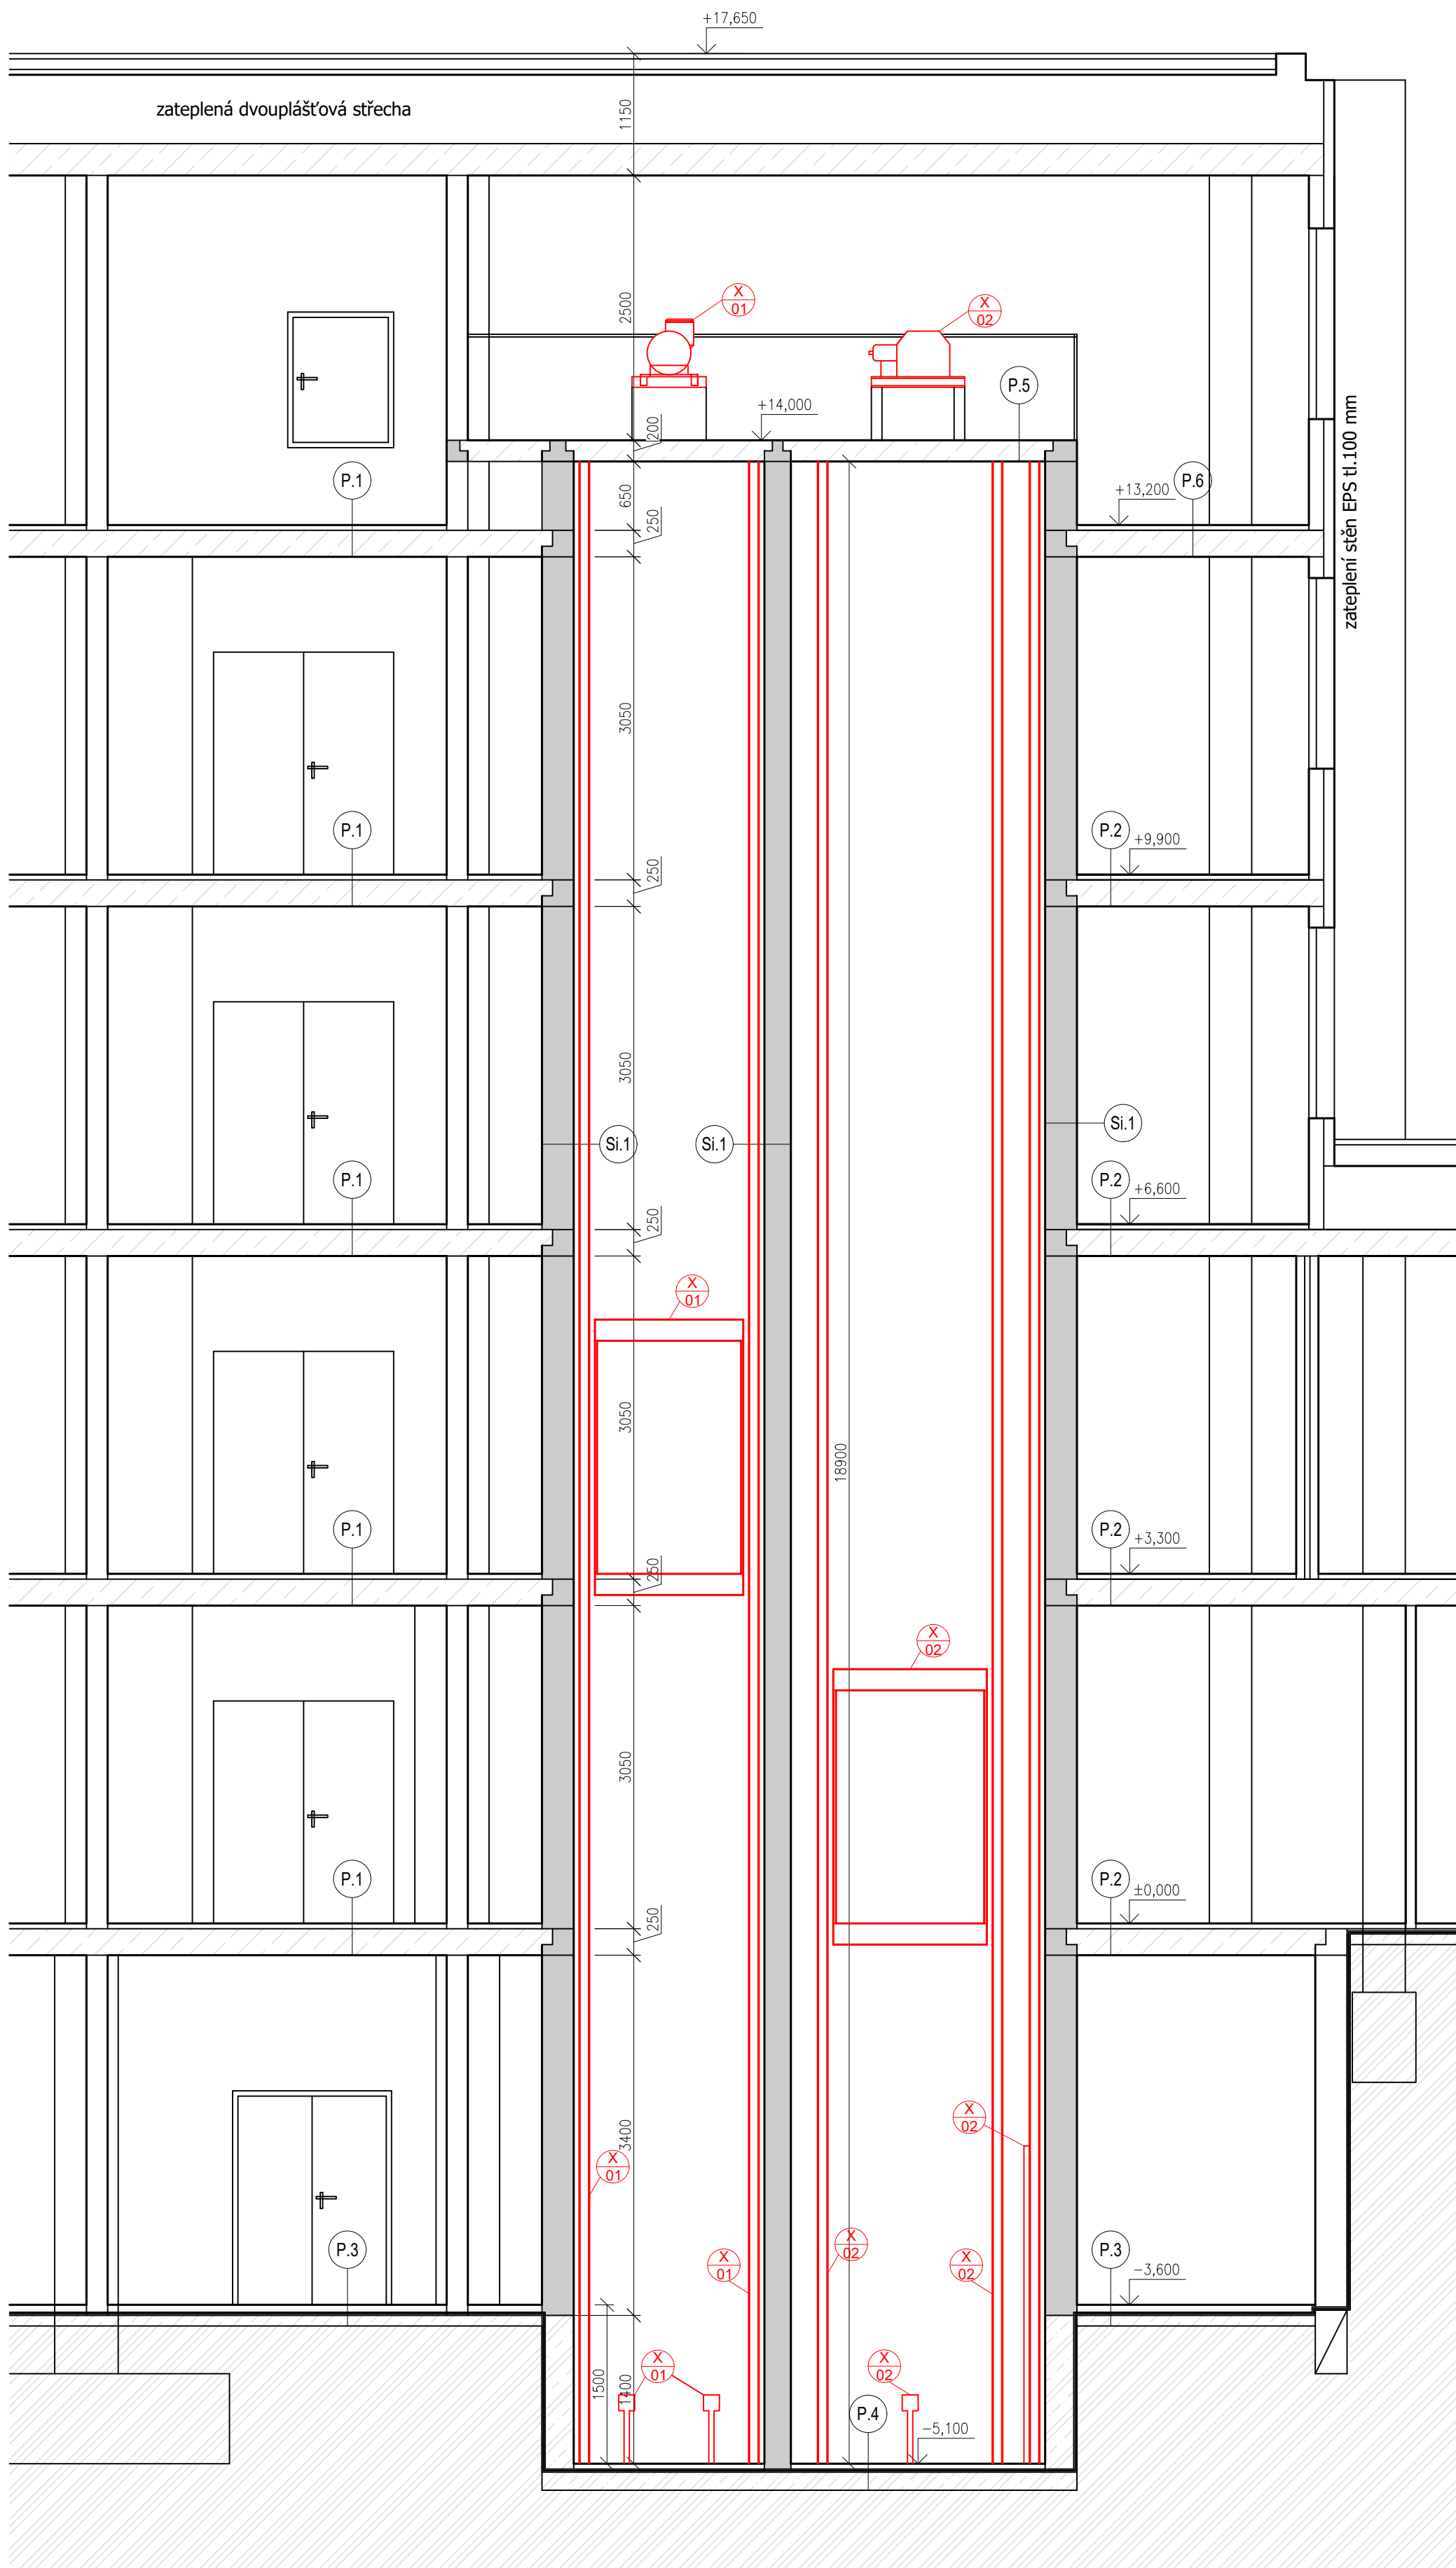 +17,650
zateplená dvouplášťová střecha
1150
2500
X
01
X
02
P.5
+14,000
200
zateplení stěn EPS tl.100 mm
P.1
650
250
+13,200
P.6
3050
P.1
250
P.2
+9,900
3050
Si.1
Si.1
Si.1
P.1
250
P.2
+6,600
X
01
3050
18900
P.1
250
P.2
+3,300
X
02
3050
P.1
250
P.2
±0,000
3400
X
02
X
01
P.3
X
01
X
02
X
02
P.3
-3,600
1500
1400
X
01
X
02
P.4
-5,100